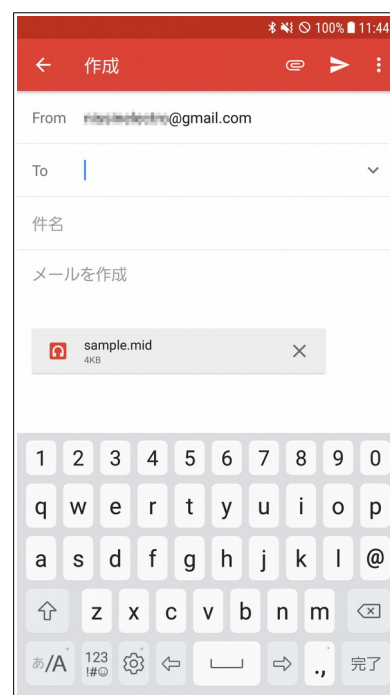 100% 11:44
作成
From @gmail.com
To
件名
メールを作成
sample.mid
4KB
1 2 3 4 5 6 7 8 9 0
q w e r t y u i o p
a s d f g h j k l @
z x c v b n m
あ/A 123 !#☺ ., 完了